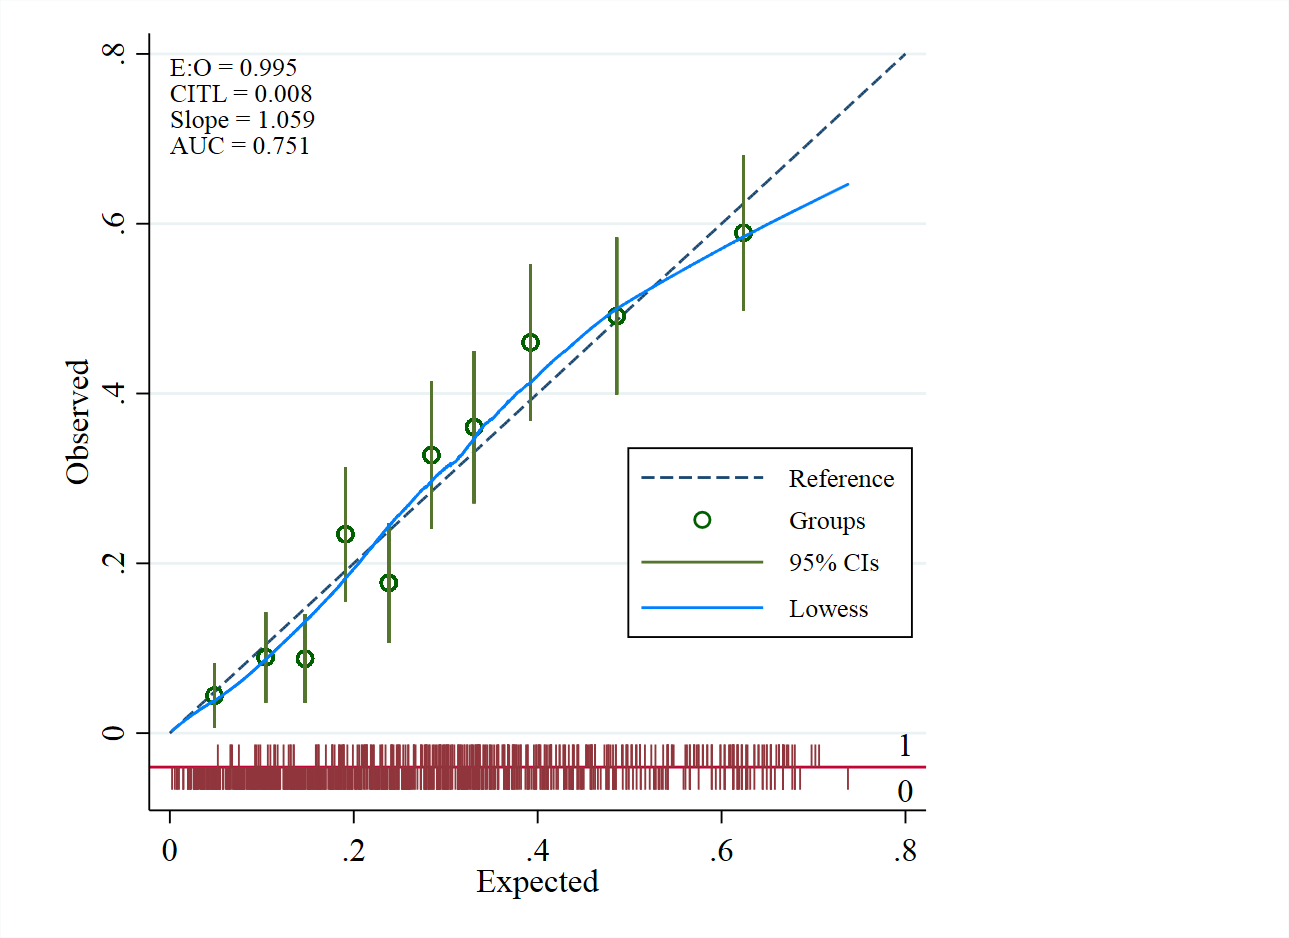 E:O = 0.995
CITL = 0.008
Slope = 1.059
AUC = 0.751
.8
.6
.4
.2
0
Observed
Reference
Groups
95% CIs
Lowess
1
0
0
.2
.4
.6
.8
Expected